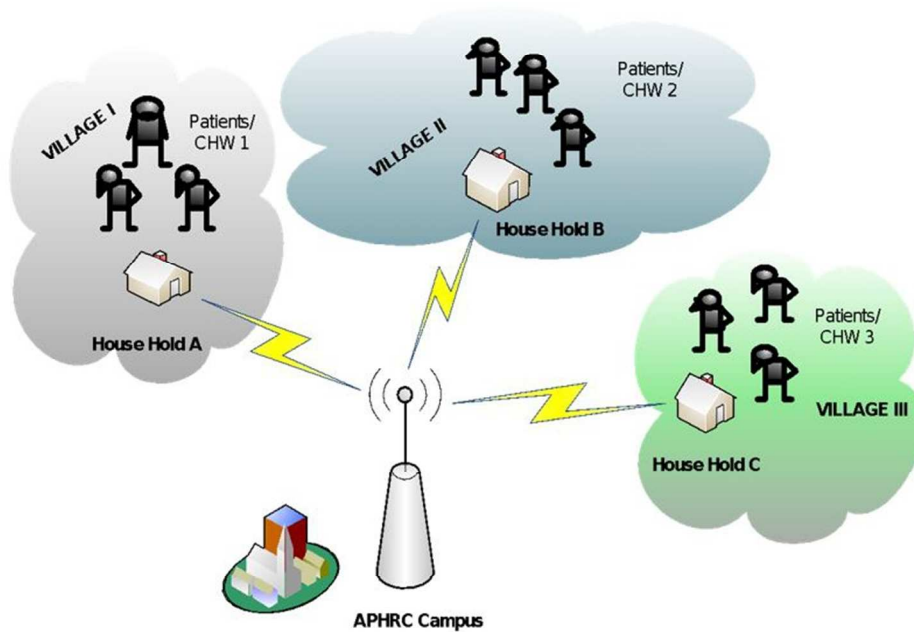 VILLAGE I
Patients/
CHW 1
House Hold A
Patients/
CHW 2
VILLAGE II
House Hold B
Patients/
CHW 3
VILLAGE III
House Hold C
APHRC Campus